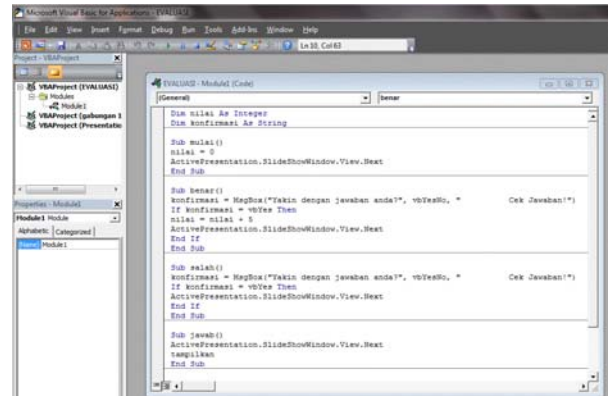 Microsoft Visual Basic for Applications - EVALUASI
File Edit View Insert Format Debug Run Tools Add-Ins Window Help
Ln 10, Col 63
Project - VBAProject
VBAProject (EVALUASI)
Modules
Module1
VBAProject (gabungan 1
VBAProject (Presentatio
Properties - Module1
Module1 Module
Alphabetic Categorized
(Name) Module1
EVALUASI - Module1 (Code)
(General) benar
Dim nilai As Integer
Dim konfirmasi As String
Sub mulai()
nilai = 0
ActivePresentation.SlideShowWindow.View.Next
End Sub
Sub benar()
konfirmasi = MsgBox("Yakin dengan jawaban anda?", vbYesNo, " Cek Jawaban!")
If konfirmasi = vbYes Then
nilai = nilai + 5
ActivePresentation.SlideShowWindow.View.Next
End If
End Sub
Sub salah()
konfirmasi = MsgBox("Yakin dengan jawaban anda?", vbYesNo, " Cek Jawaban!")
If konfirmasi = vbYes Then
ActivePresentation.SlideShowWindow.View.Next
End If
End Sub
Sub jawab()
ActivePresentation.SlideShowWindow.View.Next
tampilkan
End Sub